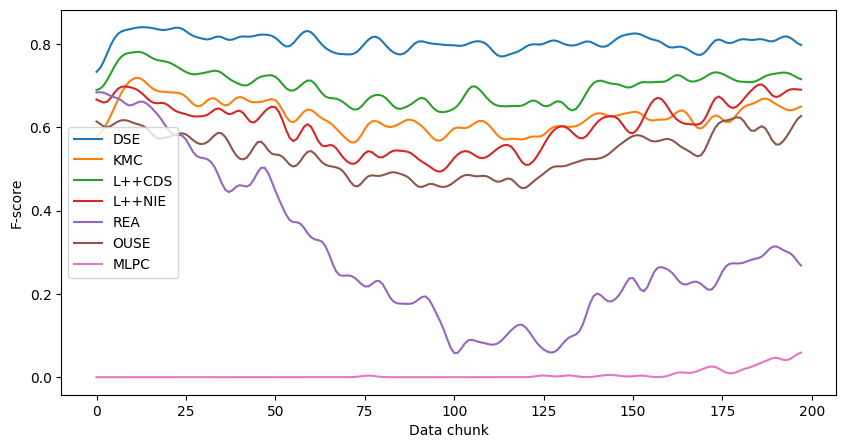 F-score
0.8
0.6
0.4
0.2
0.0
DSE
KMC
L++CDS
L++NIE
REA
OUSE
MLPC
0 25 50 75 100 125 150 175 200
Data chunk